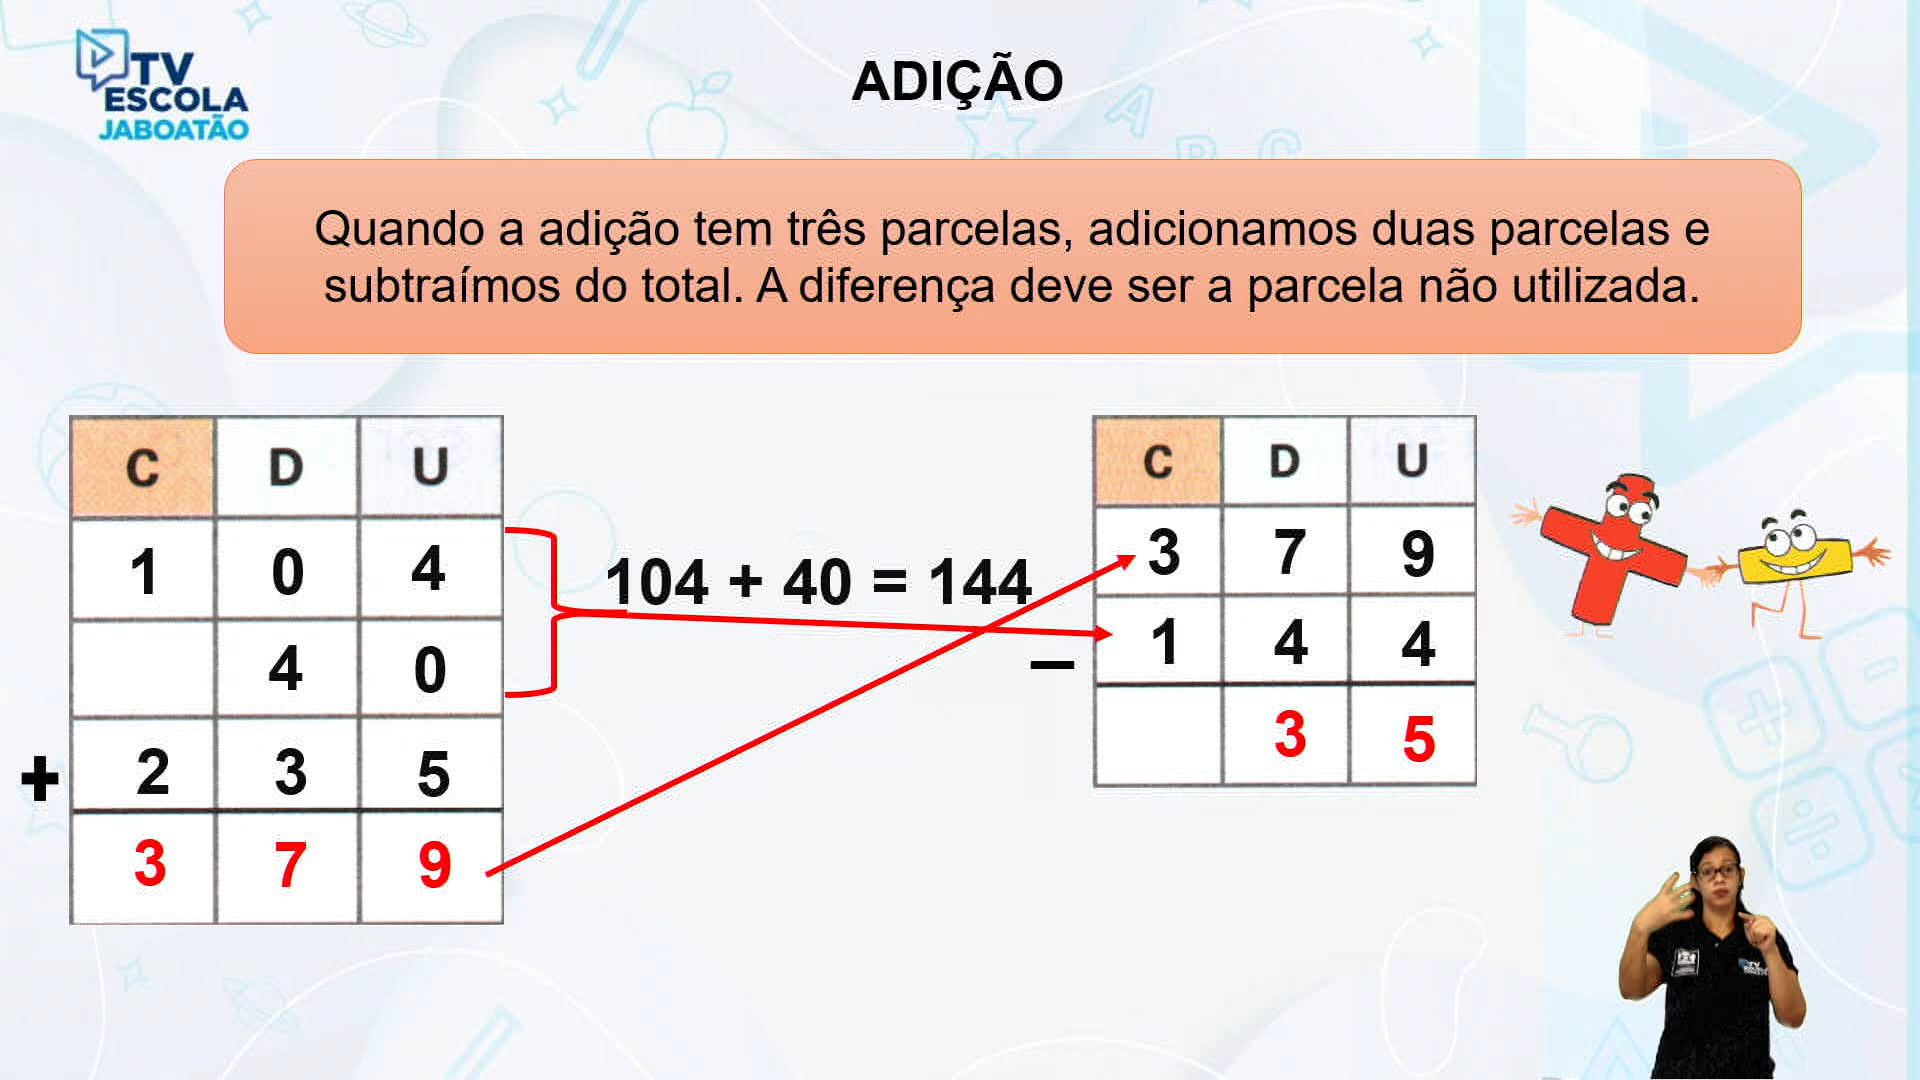 TV
ESCOLA
JABOATÃO
ADIÇÃO
Quando a adição tem três parcelas, adicionamos duas parcelas e
subtraímos do total. A diferença deve ser a parcela não utilizada.
C D U
1 0 4
4 0
+ 2 3 5
3 7 9
104 + 40 = 144
C D U
3 7 9
– 1 4 4
3 5